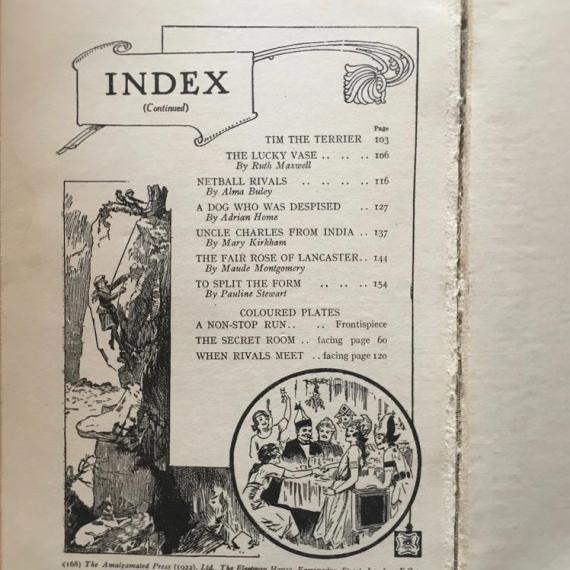 INDEX
(Continued)
Page
TIM THE TERRIER 103
THE LUCKY VASE .. .. .. 106
By Ruth Maxwell
NETBALL RIVALS .. .. .. .. 116
By Alma Buley
A DOG WHO WAS DESPISED .. 127
By Adrian Home
UNCLE CHARLES FROM INDIA .. 137
By Mary Kirkham
THE FAIR ROSE OF LANCASTER.. 144
By Maude Montgomery
TO SPLIT THE FORM .. .. .. 154
By Pauline Stewart
COLOURED PLATES
A NON-STOP RUN.. .. Frontispiece
THE SECRET ROOM .. facing page 60
WHEN RIVALS MEET .. facing page 120
(168) The Amalgamated Press (1922), Ltd., The Fleetway House, Farringdon Street